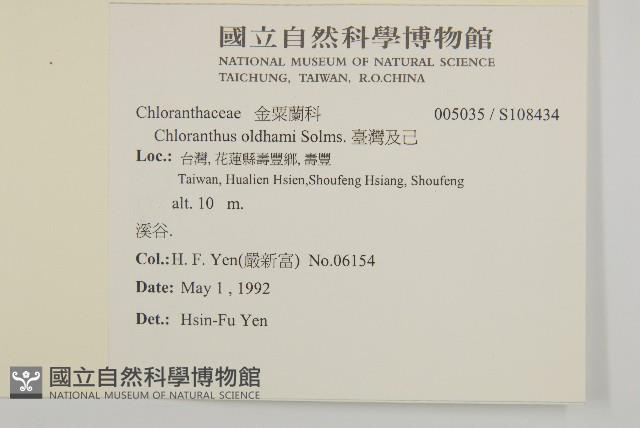 國立自然科學博物館
NATIONAL MUSEUM OF NATURAL SCIENCE
TAICHUNG, TAIWAN, R.O.CHINA
Chloranthaceae 金粟蘭科 005035 / S108434
Chloranthus oldhami Solms. 臺灣及己
Loc.: 台灣, 花蓮縣壽豐鄉, 壽豐
Taiwan, Hualien Hsien,Shoufeng Hsiang, Shoufeng
alt. 10 m.
溪谷.
Col.: H. F. Yen(嚴新富) No.06154
Date: May 1 , 1992
Det.: Hsin-Fu Yen
國立自然科學博物館
NATIONAL MUSEUM OF NATURAL SCIENCE